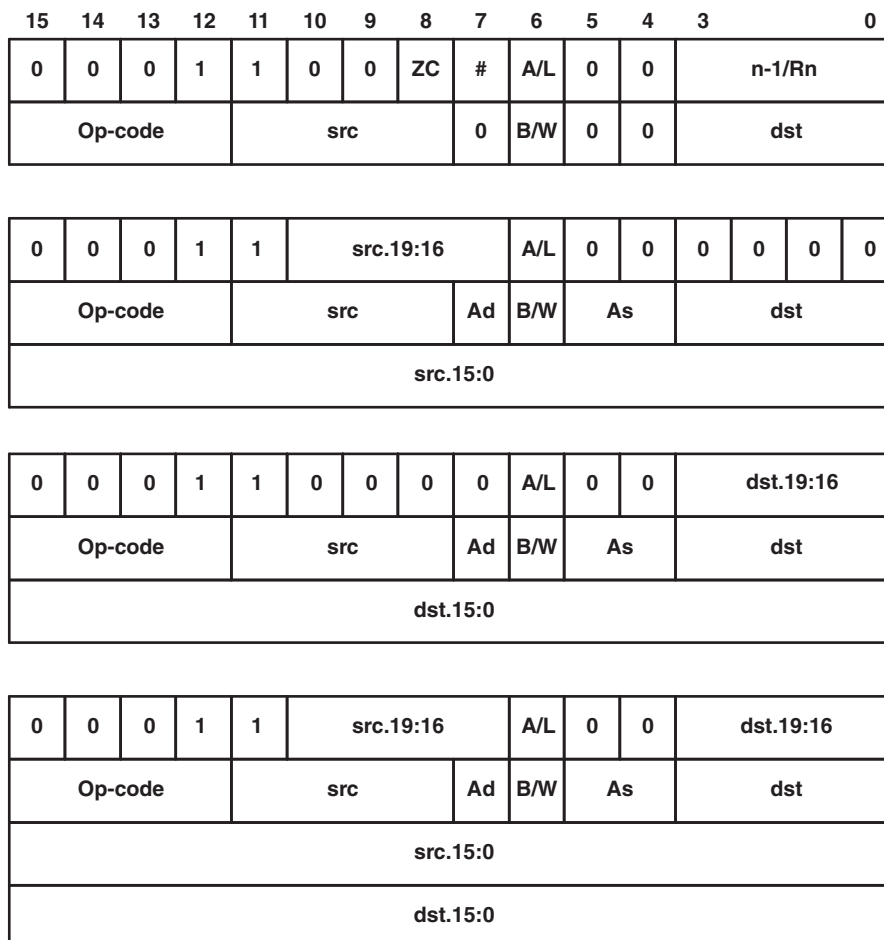 15 14 13 12 11 10 9 8 7 6 5 4 3 0
0 0 0 1 1 0 0 ZC # A/L 0 0 n-1/Rn
Op-code src 0 B/W 0 0 dst
0 0 0 1 1 src.19:16 A/L 0 0 0 0 0 0
Op-code src Ad B/W As dst
src.15:0
0 0 0 1 1 0 0 0 0 A/L 0 0 dst.19:16
Op-code src Ad B/W As dst
dst.15:0
0 0 0 1 1 src.19:16 A/L 0 0 dst.19:16
Op-code src Ad B/W As dst
src.15:0
dst.15:0